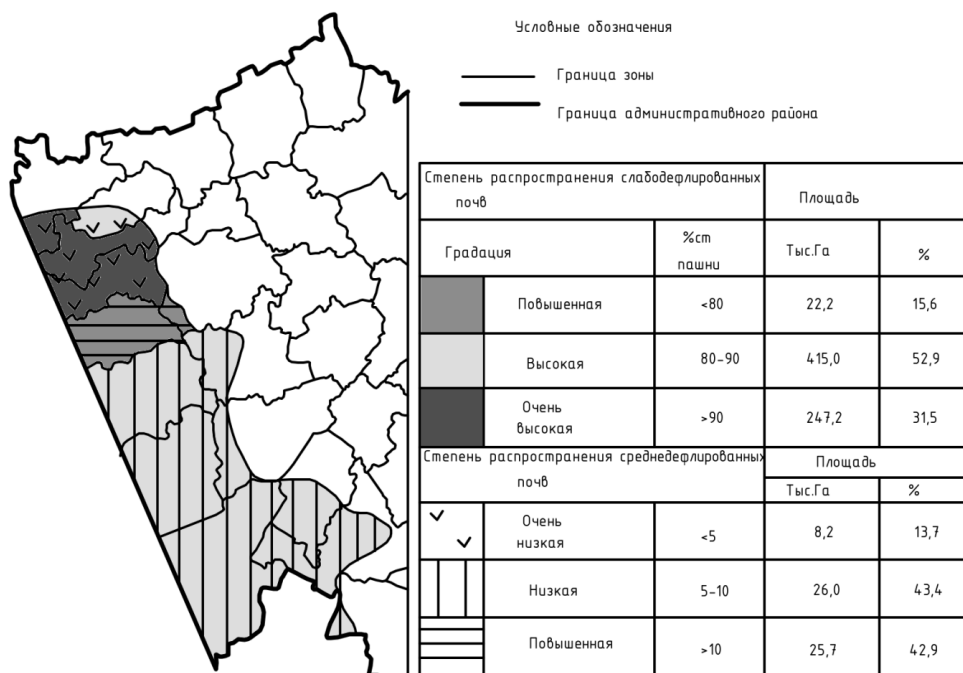 Условные обозначения
Граница зоны
Граница административного района
Степень распространения слабодефлированных
почв
Площадь
Градация
%ст
пашни
Тыс.Га
%
Повышенная
<80
22,2
15,6
Высокая
80-90
415,0
52,9
Очень
высокая
>90
247,2
31,5
Степень распространения среднедефлированных
почв
Площадь
Тыс.Га
%
Очень
низкая
<5
8,2
13,7
Низкая
5-10
26,0
43,4
Повышенная
>10
25,7
42,9